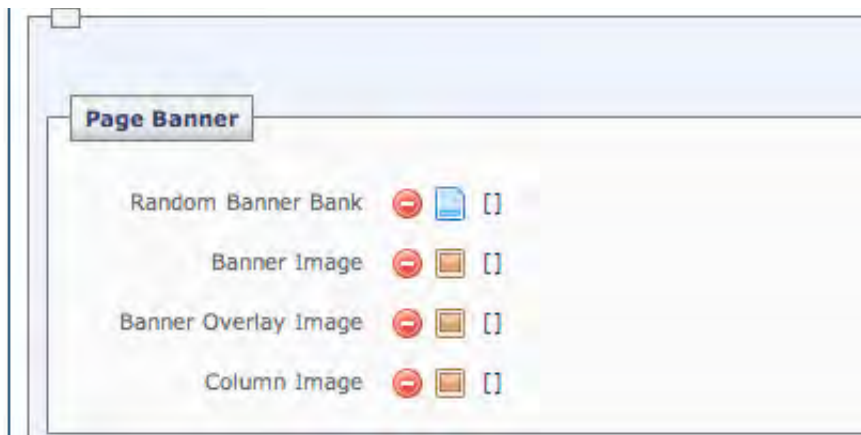 Page Banner
Random Banner Bank []
Banner Image []
Banner Overlay Image []
Column Image []